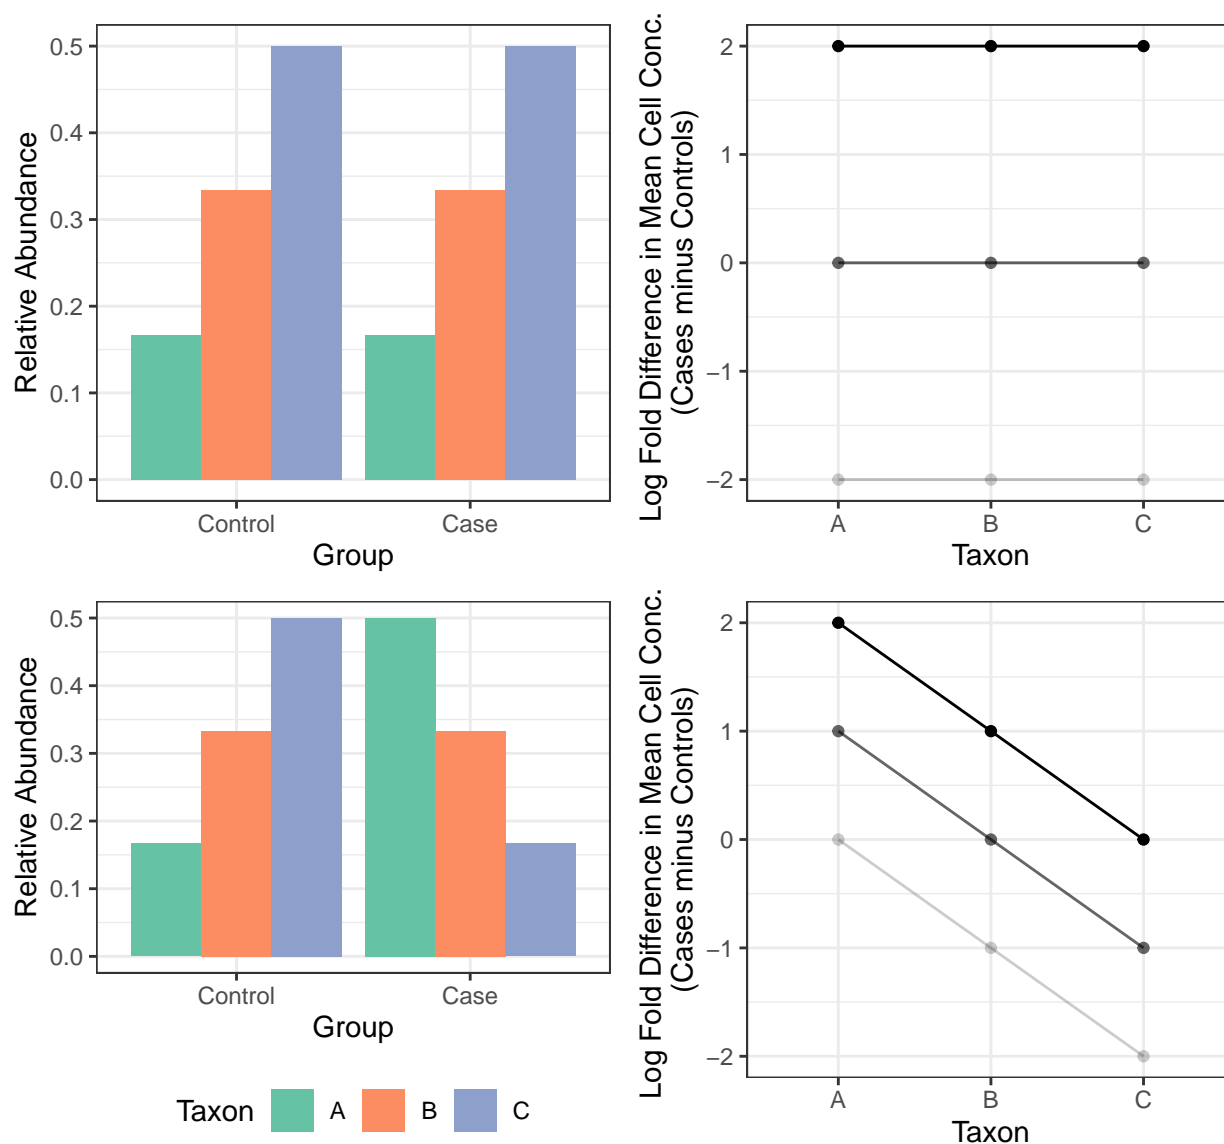 Relative Abundance
0.5
0.4
0.3
0.2
0.1
0.0
Control
Case
Group
Log Fold Difference in Mean Cell Conc.
(Cases minus Controls)
2
1
0
−1
−2
A
B
C
Taxon
Relative Abundance
0.5
0.4
0.3
0.2
0.1
0.0
Control
Case
Group
Log Fold Difference in Mean Cell Conc.
(Cases minus Controls)
2
1
0
−1
−2
A
B
C
Taxon
Taxon A B C